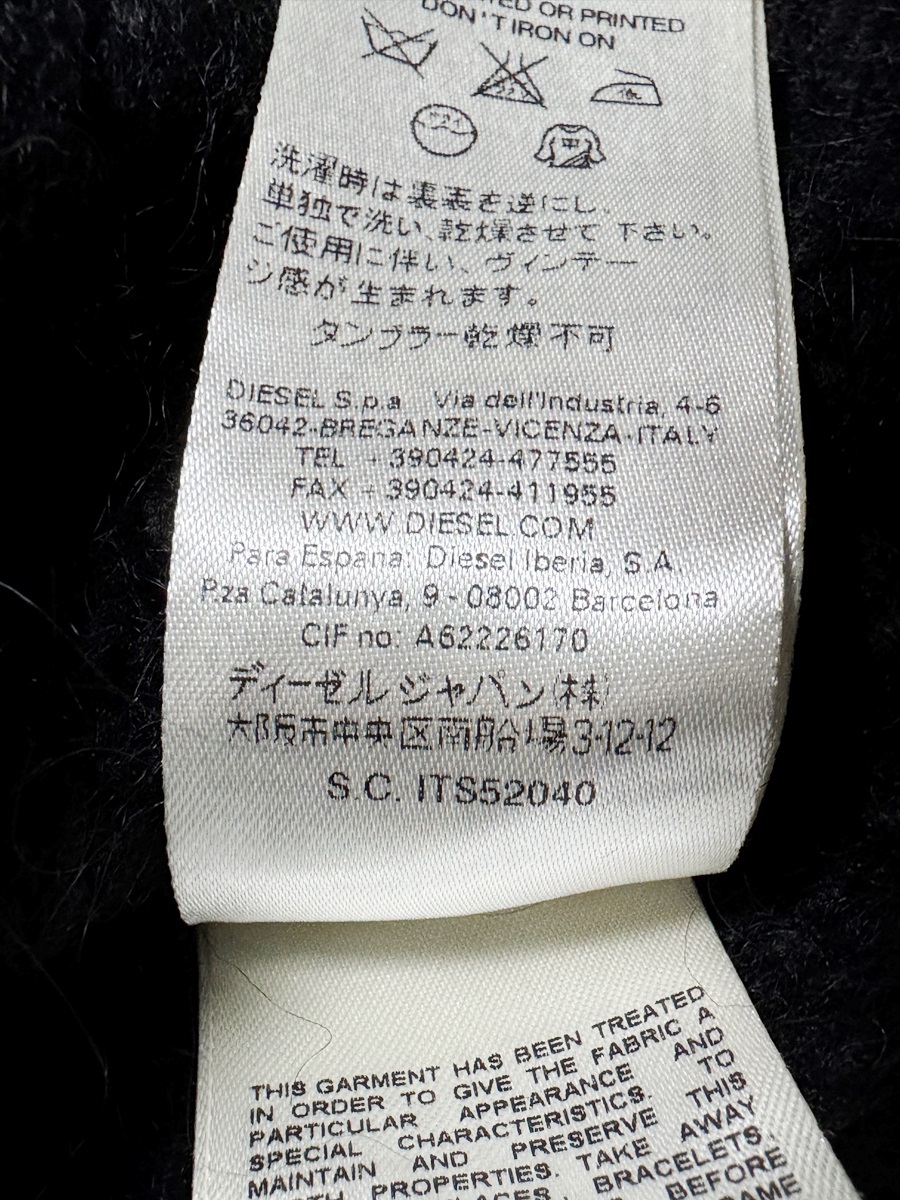 OR PRINTED
DON'T IRON ON
洗濯時は裏表を逆にし、
単独で洗い、乾燥させて下さい。
ご使用に伴い、ヴィンテー
ジ感が生まれます。
タンブラー乾燥不可
DIESEL S.p.a Via dell'Industria, 4-6
36042-BREGANZE-VICENZA-ITALY
TEL +390424-477555
FAX +390424-411955
WWW.DIESEL.COM
Para Espana: Diesel Iberia, S.A.
P.za Catalunya, 9 - 08002 Barcelona
CIF no: A62226170
ディーゼルジャパン(株)
大阪市中央区南船場3-12-12
S.C. ITS52040
THIS GARMENT HAS BEEN TREATED
IN ORDER TO GIVE THE FABRIC A
PARTICULAR APPEARANCE AND
SPECIAL CHARACTERISTICS. TO
MAINTAIN AND PRESERVE THIS
PROPERTIES. TAKE AWAY
BRACELETS,
BEFORE